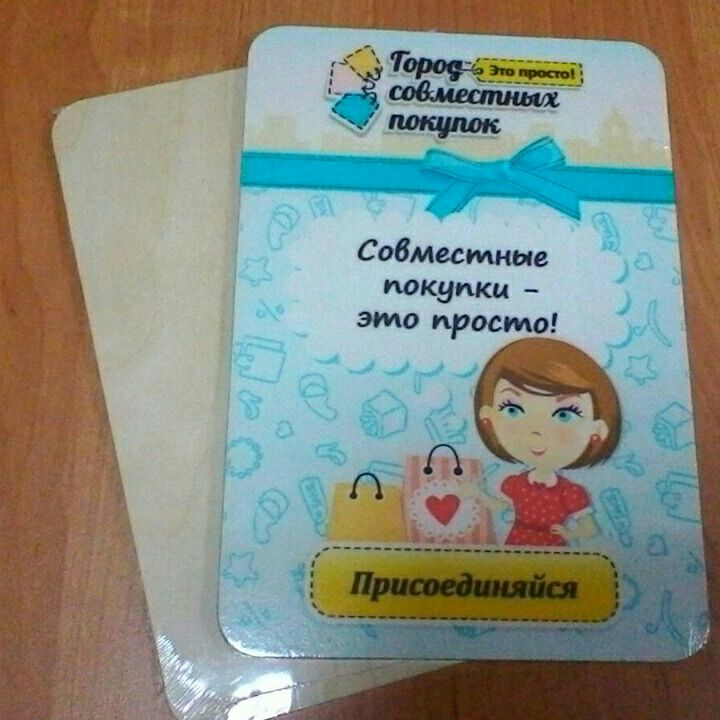 Город
Это просто!
совместных
покупок
Совместные
покупки -
это просто!
Присоединяйся